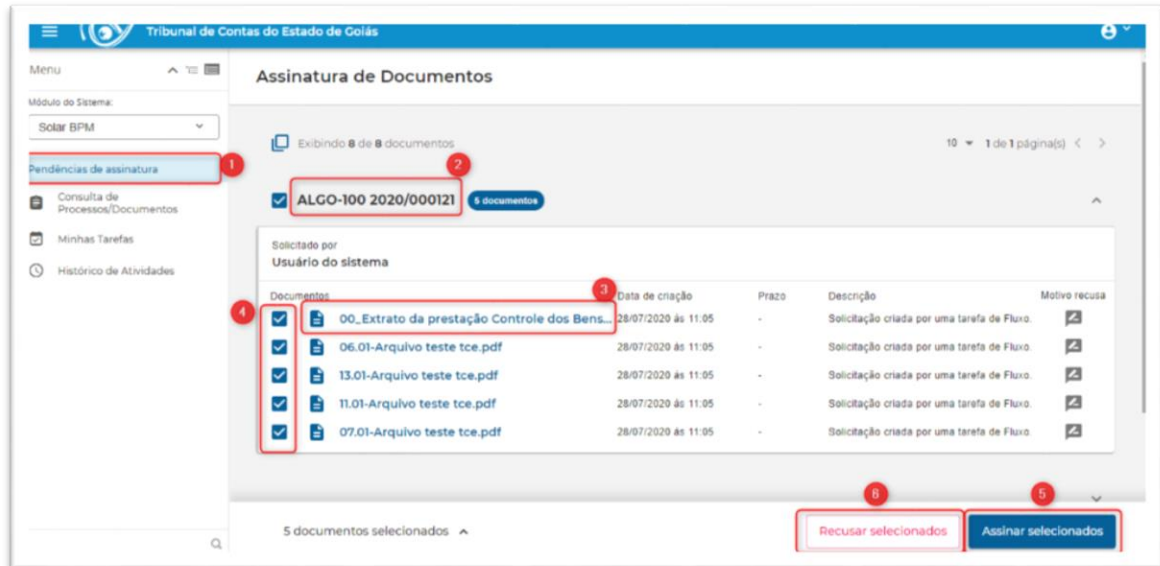 Tribunal de Contas do Estado de Goiás
Menu
Módulo do Sistema:
Solar BPM
Pendências de assinatura
1
Consulta de
Processos/Documentos
Minhas Tarefas
Histórico de Atividades
Assinatura de Documentos
Exibindo 8 de 8 documentos
10 1 de 1 página(s) < >
2
ALGO-100 2020/000121 5 documentos
Solicitado por
Usuário do sistema
3
4
Documentos Data de criação Prazo Descrição Motivo recusa
00_Extrato da prestação Controle dos Bens... 28/07/2020 às 11:05 - Solicitação criada por uma tarefa de Fluxo.
06.01-Arquivo teste tce.pdf 28/07/2020 às 11:05 - Solicitação criada por uma tarefa de Fluxo.
13.01-Arquivo teste tce.pdf 28/07/2020 às 11:05 - Solicitação criada por uma tarefa de Fluxo.
11.01-Arquivo teste tce.pdf 28/07/2020 às 11:05 - Solicitação criada por uma tarefa de Fluxo.
07.01-Arquivo teste tce.pdf 28/07/2020 às 11:05 - Solicitação criada por uma tarefa de Fluxo.
6 5
5 documentos selecionados Recusar selecionados Assinar selecionados